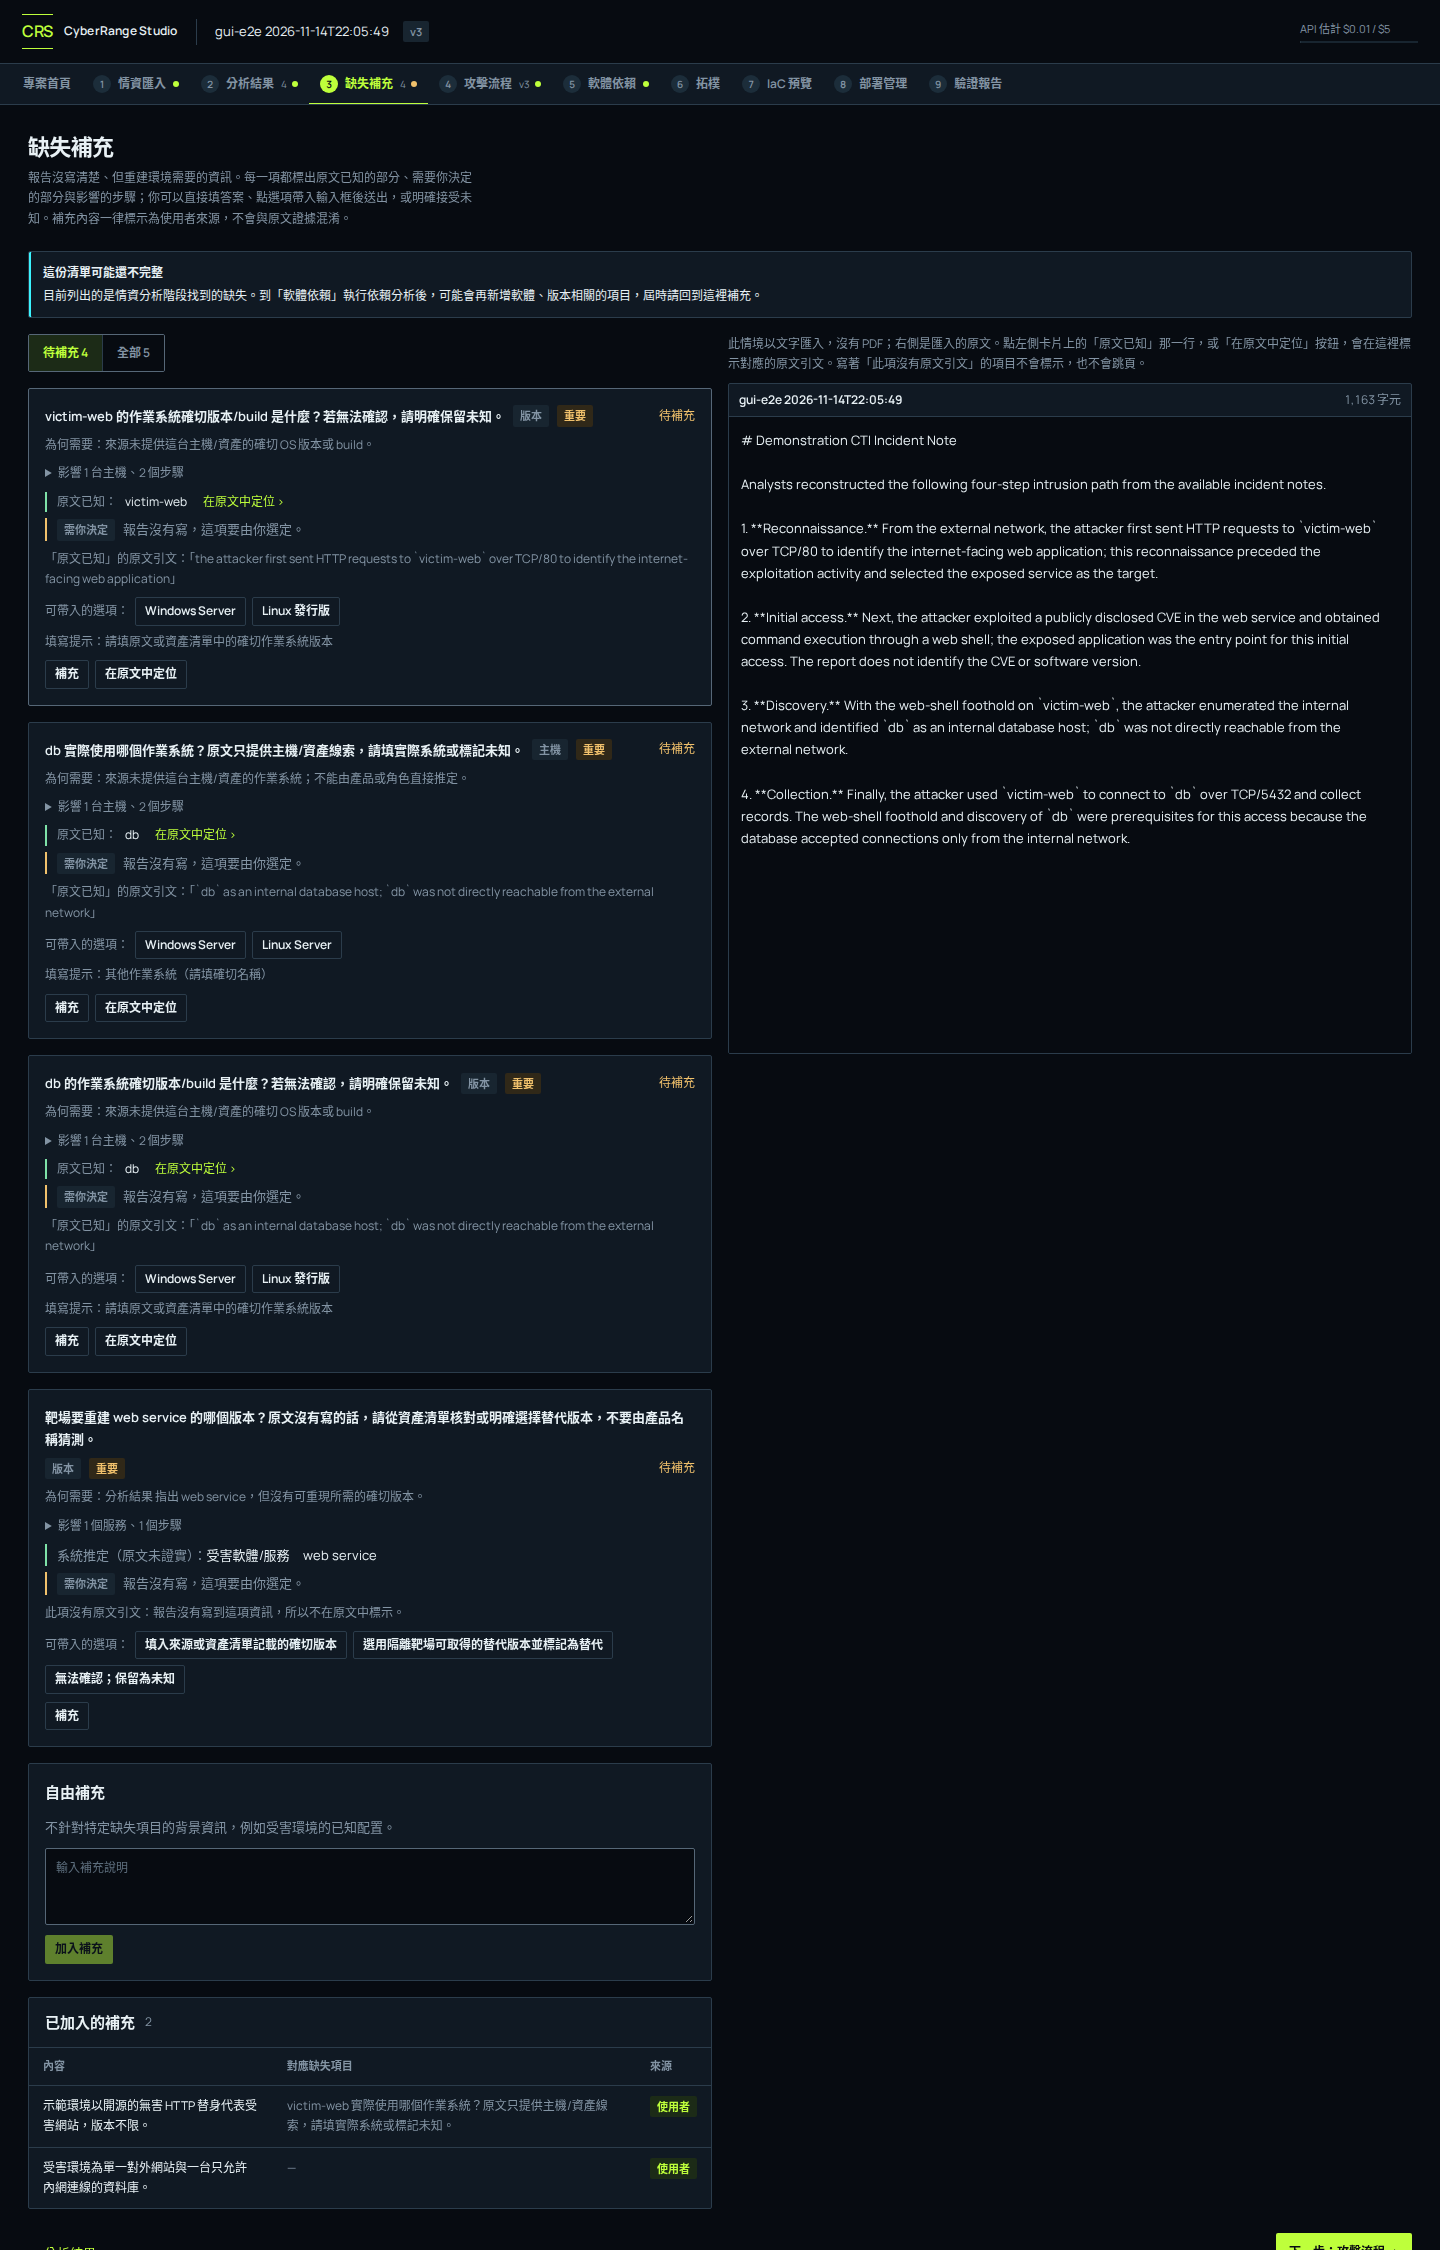 CRS CyberRange Studio gui-e2e 2026-11-14T22:05:49 v3 API 估計 $0.01 / $5
專案首頁 1 情資匯入 2 分析結果 4 3 缺失補充 4 4 攻擊流程 v3 5 軟體依賴 6 拓樸 7 IaC 預覽 8 部署管理 9 驗證報告
缺失補充
報告沒寫清楚、但重建環境需要的資訊。每一項都標出原文已知的部分、需要你決定
的部分與影響的步驟；你可以直接填答案、點選項帶入輸入框後送出，或明確接受未
知。補充內容一律標示為使用者來源，不會與原文證據混淆。
這份清單可能還不完整
目前列出的是情資分析階段找到的缺失。到「軟體依賴」執行依賴分析後，可能會再新增軟體、版本相關的項目，屆時請回到這裡補充。
待補充 4 全部 5
victim-web 的作業系統確切版本/build 是什麼？若無法確認，請明確保留未知。 版本 重要 待補充
為何需要：來源未提供這台主機/資產的確切 OS 版本或 build。
▶ 影響 1 台主機、2 個步驟
原文已知： victim-web 在原文中定位 ›
需你決定 報告沒有寫，這項要由你選定。
「原文已知」的原文引文：「the attacker first sent HTTP requests to `victim-web` over TCP/80 to identify the internet-
facing web application」
可帶入的選項： Windows Server Linux 發行版
填寫提示：請填原文或資產清單中的確切作業系統版本
補充 在原文中定位
db 實際使用哪個作業系統？原文只提供主機/資產線索，請填實際系統或標記未知。 主機 重要 待補充
為何需要：來源未提供這台主機/資產的作業系統；不能由產品或角色直接推定。
▶ 影響 1 台主機、2 個步驟
原文已知： db 在原文中定位 ›
需你決定 報告沒有寫，這項要由你選定。
「原文已知」的原文引文：「`db` as an internal database host; `db` was not directly reachable from the external
network」
可帶入的選項： Windows Server Linux Server
填寫提示：其他作業系統（請填確切名稱）
補充 在原文中定位
db 的作業系統確切版本/build 是什麼？若無法確認，請明確保留未知。 版本 重要 待補充
為何需要：來源未提供這台主機/資產的確切 OS 版本或 build。
▶ 影響 1 台主機、2 個步驟
原文已知： db 在原文中定位 ›
需你決定 報告沒有寫，這項要由你選定。
「原文已知」的原文引文：「`db` as an internal database host; `db` was not directly reachable from the external
network」
可帶入的選項： Windows Server Linux 發行版
填寫提示：請填原文或資產清單中的確切作業系統版本
補充 在原文中定位
靶場要重建 web service 的哪個版本？原文沒有寫的話，請從資產清單核對或明確選擇替代版本，不要由產品名
稱猜測。
版本 重要 待補充
為何需要：分析結果 指出 web service，但沒有可重現所需的確切版本。
▶ 影響 1 個服務、1 個步驟
系統推定（原文未證實）：受害軟體/服務 web service
需你決定 報告沒有寫，這項要由你選定。
此項沒有原文引文：報告沒有寫到這項資訊，所以不在原文中標示。
可帶入的選項： 填入來源或資產清單記載的確切版本 選用隔離靶場可取得的替代版本並標記為替代
無法確認；保留為未知
補充
自由補充
不針對特定缺失項目的背景資訊，例如受害環境的已知配置。
輸入補充說明
加入補充
已加入的補充 2
內容 對應缺失項目 來源
示範環境以開源的無害 HTTP 替身代表受
害網站，版本不限。
victim-web 實際使用哪個作業系統？原文只提供主機/資產線
索，請填實際系統或標記未知。
使用者
受害環境為單一對外網站與一台只允許
內網連線的資料庫。
—
使用者
此情境以文字匯入，沒有 PDF；右側是匯入的原文。點左側卡片上的「原文已知」那一行，或「在原文中定位」按鈕，會在這裡標
示對應的原文引文。寫著「此項沒有原文引文」的項目不會標示，也不會跳頁。
gui-e2e 2026-11-14T22:05:49 1,163 字元
# Demonstration CTI Incident Note
Analysts reconstructed the following four-step intrusion path from the available incident notes.
1. **Reconnaissance.** From the external network, the attacker first sent HTTP requests to `victim-web`
over TCP/80 to identify the internet-facing web application; this reconnaissance preceded the
exploitation activity and selected the exposed service as the target.
2. **Initial access.** Next, the attacker exploited a publicly disclosed CVE in the web service and obtained
command execution through a web shell; the exposed application was the entry point for this initial
access. The report does not identify the CVE or software version.
3. **Discovery.** With the web-shell foothold on `victim-web`, the attacker enumerated the internal
network and identified `db` as an internal database host; `db` was not directly reachable from the
external network.
4. **Collection.** Finally, the attacker used `victim-web` to connect to `db` over TCP/5432 and collect
records. The web-shell foothold and discovery of `db` were prerequisites for this access because the
database accepted connections only from the internal network.